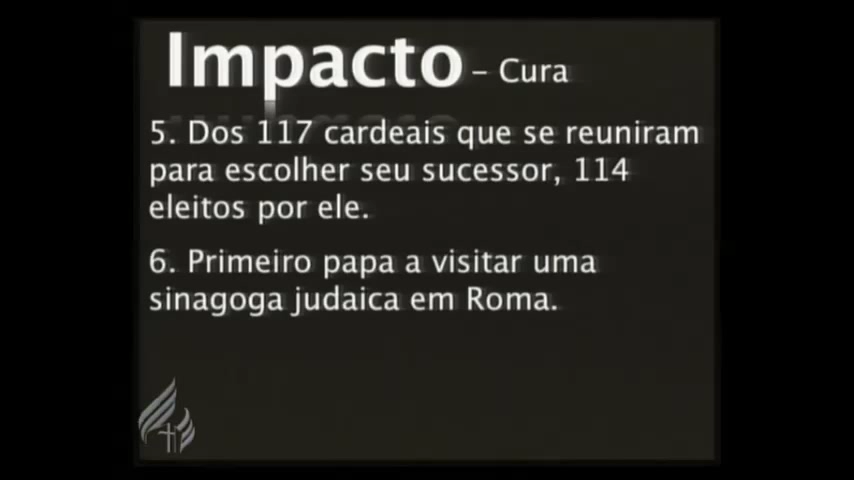 Impacto – Cura
5. Dos 117 cardeais que se reuniram
para escolher seu sucessor, 114
eleitos por ele.
6. Primeiro papa a visitar uma
sinagoga judaica em Roma.